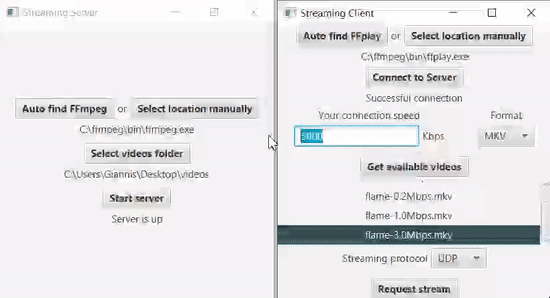 Streaming Server
Auto find FFmpeg or Select location manually
C:\ffmpeg\bin\ffmpeg.exe
Select videos folder
C:\Users\Giannis\Desktop\videos
Start server
Server is up
Streaming Client
Auto find FFplay or Select location manually
C:\ffmpeg\bin\ffplay.exe
Connect to Server
Successful connection
Your connection speed Format
3000 Kbps MKV
Get available videos
flame-0.2Mbps.mkv
flame-1.0Mbps.mkv
flame-3.0Mbps.mkv
Streaming protocol UDP
Request stream